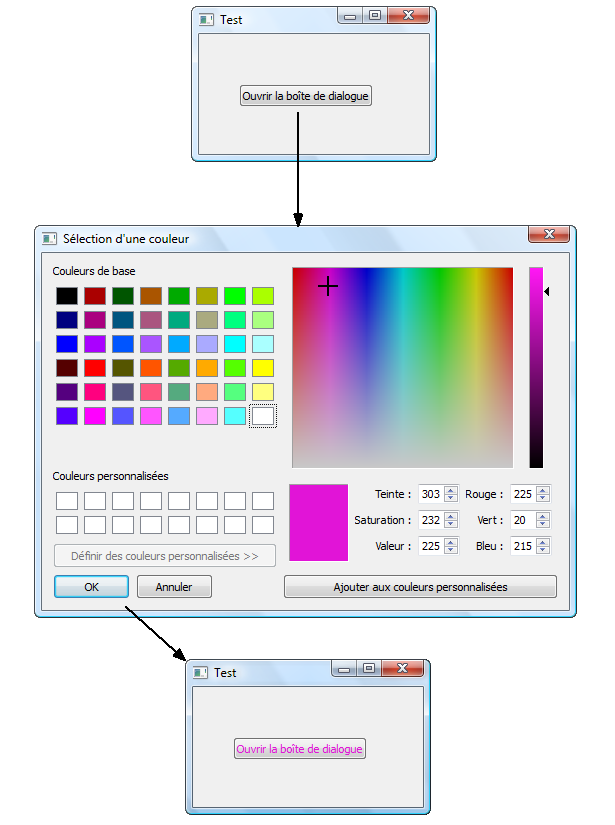 Test
Ouvrir la boîte de dialogue
Sélection d'une couleur
Couleurs de base
Couleurs personnalisées
Teinte : 303 Rouge : 225
Saturation : 232 Vert : 20
Valeur : 225 Bleu : 215
Définir des couleurs personnalisées >>
OK Annuler Ajouter aux couleurs personnalisées
Test
Ouvrir la boîte de dialogue